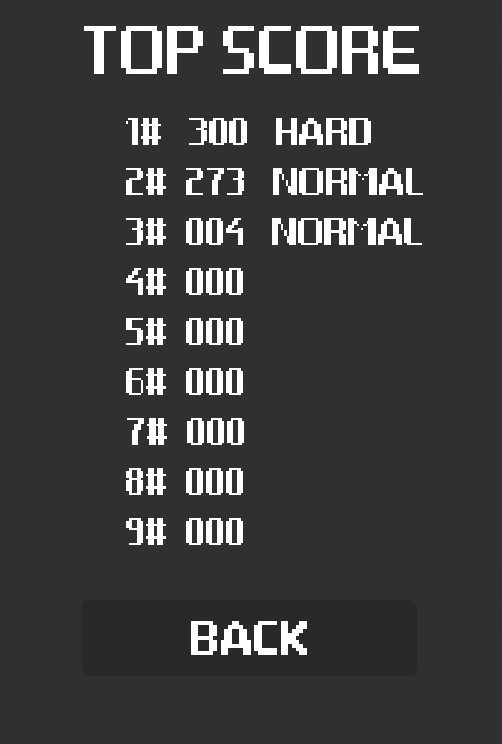 TOP SCORE
1# 300 HARD
2# 273 NORMAL
3# 004 NORMAL
4# 000
5# 000
6# 000
7# 000
8# 000
9# 000
BACK